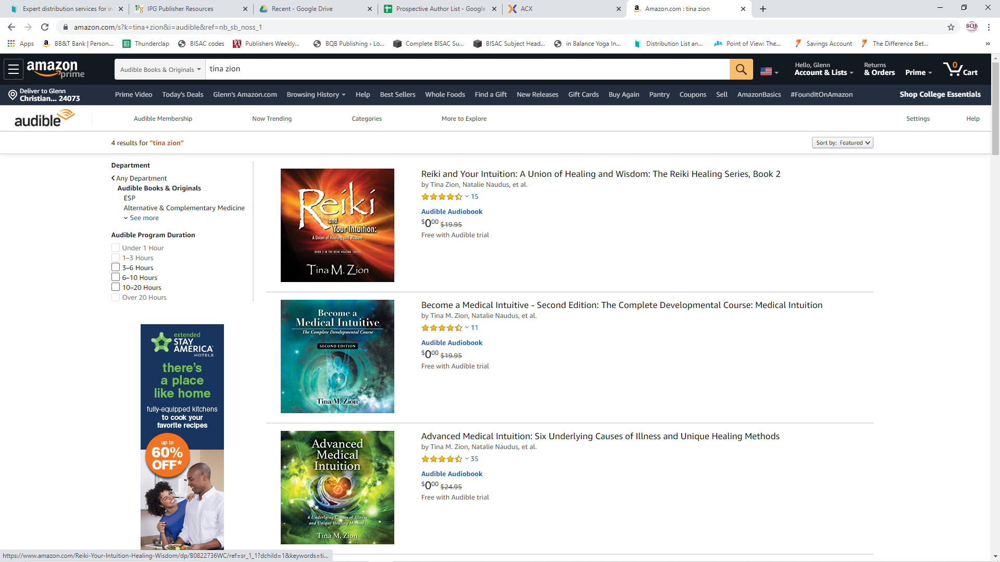 Expert distribution services for in
IPG Publisher Resources
Recent - Google Drive
Prospective Author List - Google
ACX
Amazon.com : tina zion
amazon.com/s?k=tina+zion&i=audible&ref=nb_sb_noss_1
BQB
Apps
BB&T Bank | Person...
Thunderclap
BISAC codes
Publishers Weekly...
BQB Publishing › Lo...
Complete BISAC Su...
BISAC Subject Head...
in Balance Yoga In...
Distribution List an...
Point of View: The...
Savings Account
The Difference Bet...
»
amazon prime
Audible Books & Originals
tina zion
Hello, Glenn
Account & Lists
Returns
& Orders
Prime
0
Cart
Deliver to Glenn
Christian... 24073
Prime Video
Today's Deals
Glenn's Amazon.com
Browsing History
Help
Best Sellers
Whole Foods
Find a Gift
New Releases
Gift Cards
Buy Again
Pantry
Coupons
Sell
AmazonBasics
#FoundItOnAmazon
Shop College Essentials
audible
Audible Membership
Now Trending
Categories
More to Explore
Settings
Help
4 results for "tina zion"
Sort by: Featured
Department
Any Department
Audible Books & Originals
ESP
Alternative & Complementary Medicine
See more
Audible Program Duration
Under 1 Hour
1–3 Hours
3–6 Hours
6–10 Hours
10–20 Hours
Over 20 Hours
extended
STAY
AMERICA
HOTELS
there's
a place
like home
fully-equipped kitchens
to cook your
favorite recipes
up to
60%
OFF*
Reiki
and
Your Intuition:
A Union of Healing and Wisdom
BOOK 2 IN THE REIKI HEALING SERIES
Tina M. Zion
Reiki and Your Intuition: A Union of Healing and Wisdom: The Reiki Healing Series, Book 2
by Tina Zion, Natalie Naudus, et al.
15
Audible Audiobook
$0.00 $19.95
Free with Audible trial
Become a
Medical Intuitive
The Complete Developmental Course
SECOND EDITION
Tina M. Zion
Become a Medical Intuitive - Second Edition: The Complete Developmental Course: Medical Intuition
by Tina M. Zion, Natalie Naudus, et al.
11
Audible Audiobook
$0.00 $19.95
Free with Audible trial
Advanced
Medical
Intuition
6 Underlying Causes of Illness
and Unique Healing Methods
Tina M. Zion
Advanced Medical Intuition: Six Underlying Causes of Illness and Unique Healing Methods
by Tina M. Zion, Natalie Naudus, et al.
35
Audible Audiobook
$0.00 $24.95
Free with Audible trial
https://www.amazon.com/Reiki-Your-Intuition-Healing-Wisdom/dp/B0822736WC/ref=sr_1_1?dchild=1&keywords=ti...